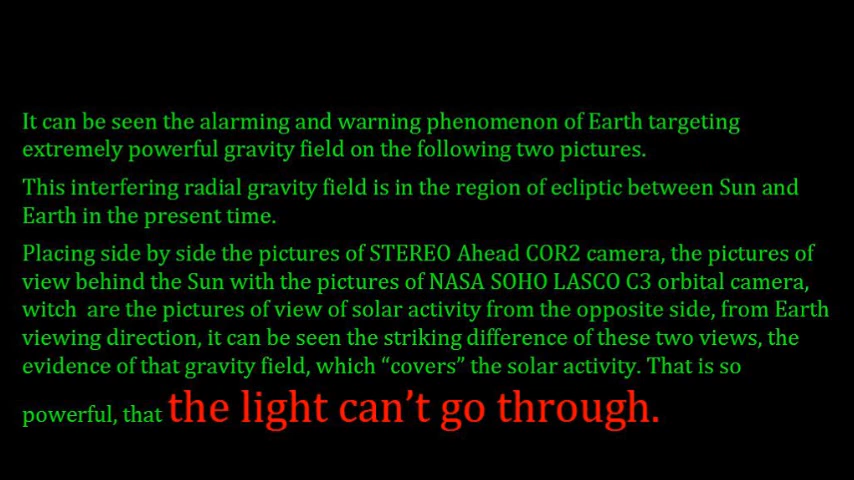 It can be seen the alarming and warning phenomenon of Earth targeting
extremely powerful gravity field on the following two pictures.
This interfering radial gravity field is in the region of ecliptic between Sun and
Earth in the present time.
Placing side by side the pictures of STEREO Ahead COR2 camera, the pictures of
view behind the Sun with the pictures of NASA SOHO LASCO C3 orbital camera,
witch  are the pictures of view of solar activity from the opposite side, from Earth
viewing direction, it can be seen the striking difference of these two views, the
evidence of that gravity field, which “covers” the solar activity. That is so
powerful, that the light can’t go through.